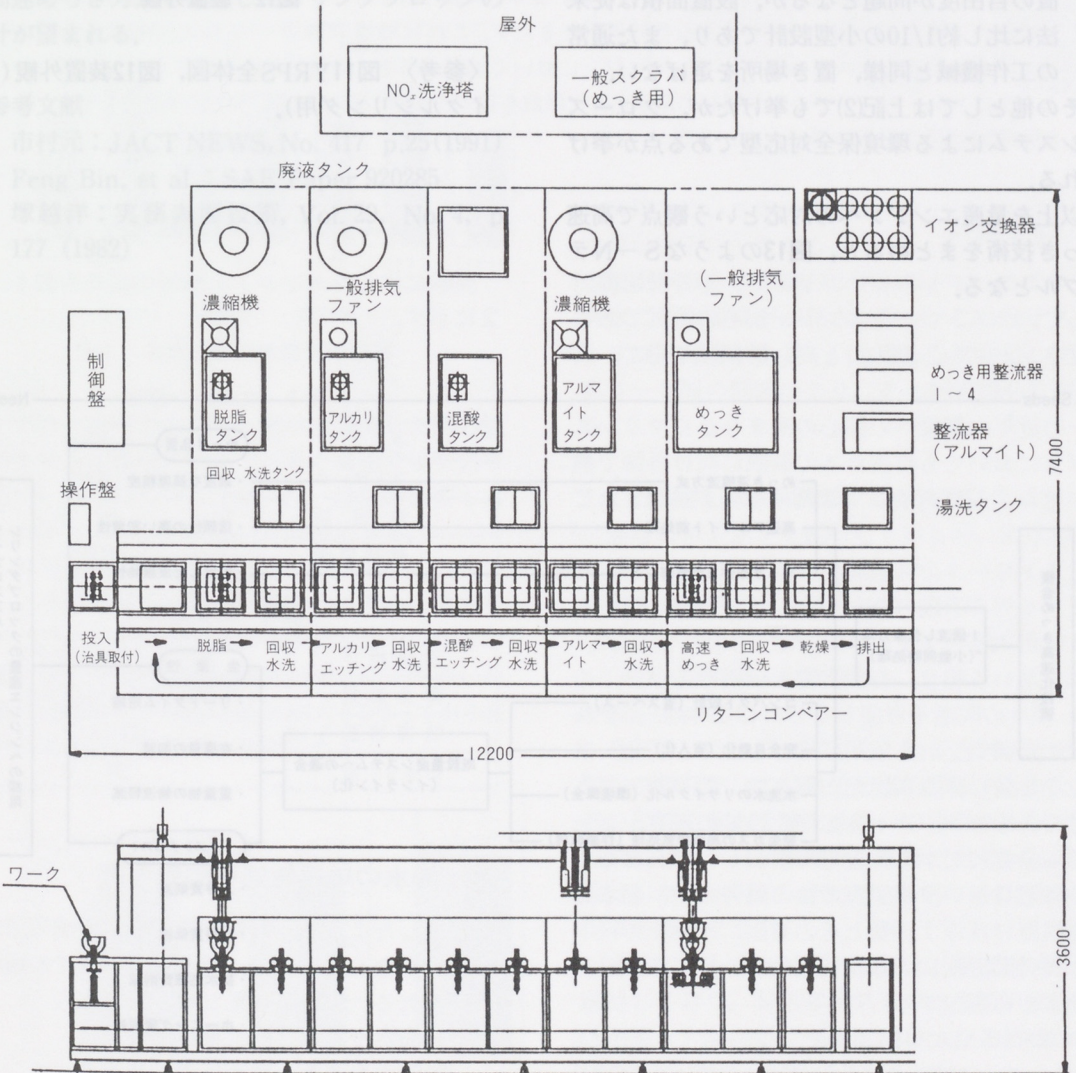 屋外
NOx洗浄塔
一般スクラバ
(めっき用)
廃液タンク
イオン交換器
濃縮機
一般排気
ファン
濃縮機
(一般排気
ファン)
制御盤
脱脂
タンク
アルカリ
タンク
混酸
タンク
アルマ
イト
タンク
めっき
タンク
めっき用整流器
1-4
整流器
(アルマイト)
7400
回収 水洗タンク
操作盤
湯洗タンク
投入
(治具取付)
脱脂
回収
水洗
アルカリ
エッチング
回収
水洗
混酸
エッチング
回収
水洗
アルマ
イト
回収
水洗
高速
めっき
回収
水洗
乾燥
排出
リターンコンベアー
12200
ワーク
3600